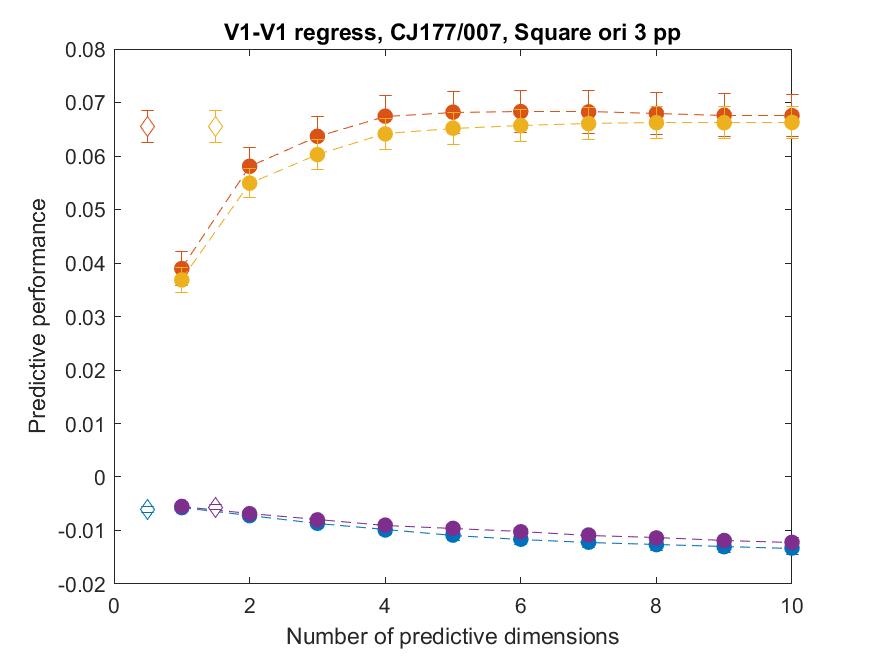 V1-V1 regress, CJ177/007, Square ori 3 pp
0.08
0.07
0.06
0.05
0.04
0.03
0.02
0.01
0
-0.01
-0.02
Predictive performance
0 2 4 6 8 10
Number of predictive dimensions